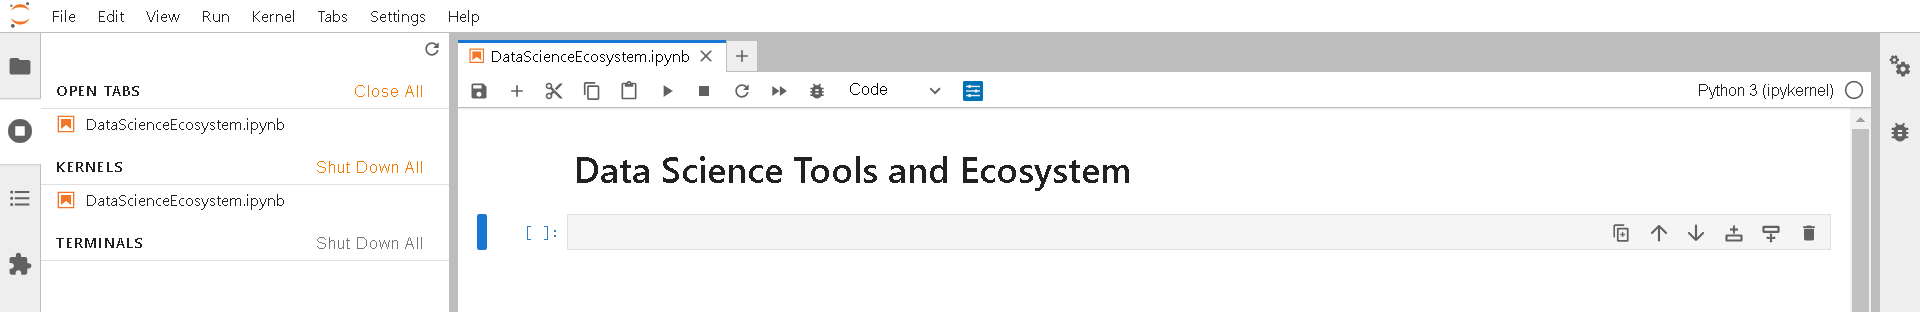 File Edit View Run Kernel Tabs Settings Help
OPEN TABS Close All
DataScienceEcosystem.ipynb
KERNELS Shut Down All
DataScienceEcosystem.ipynb
TERMINALS Shut Down All
DataScienceEcosystem.ipynb
Code Python 3 (ipykernel)
Data Science Tools and Ecosystem
[ ]: